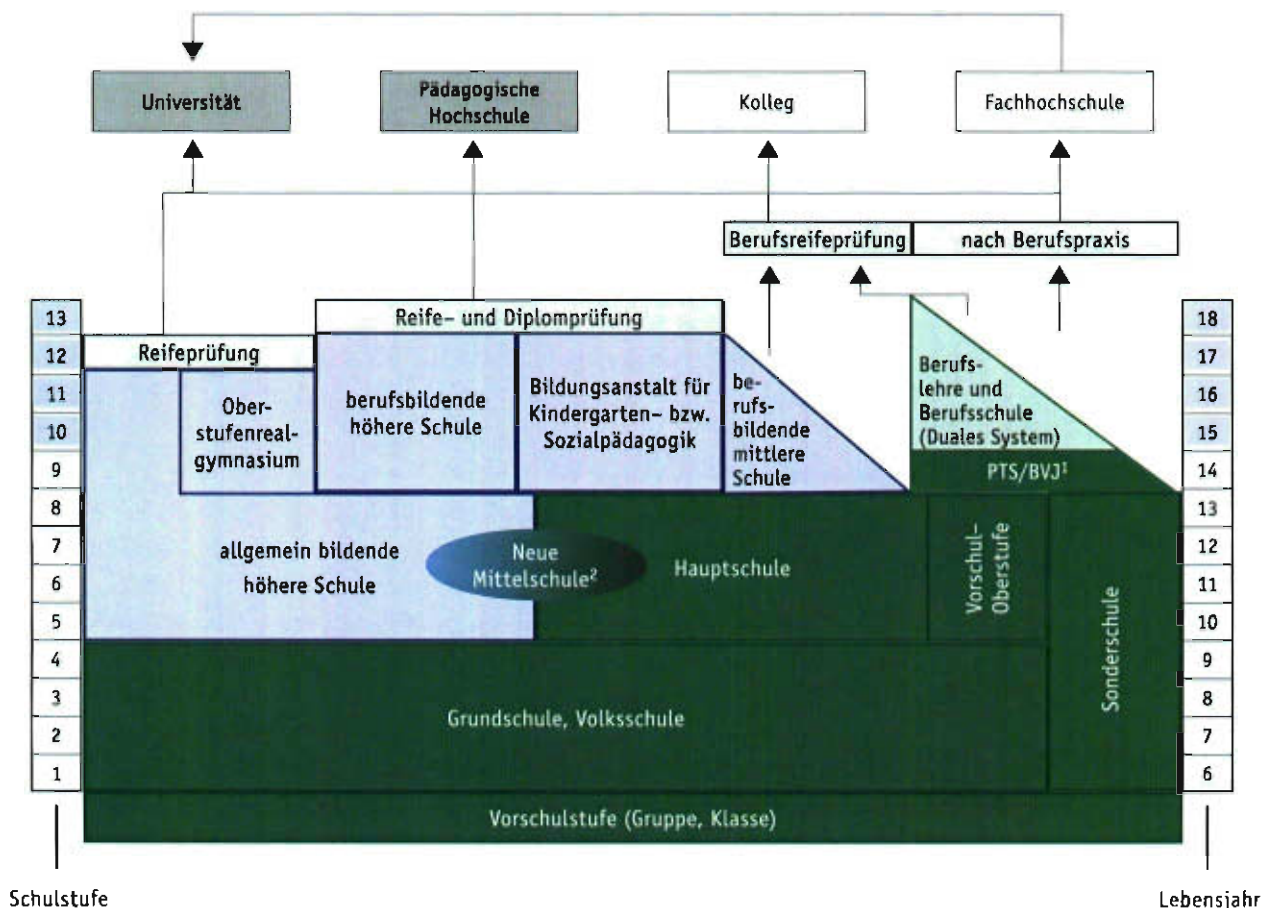 Universität
Pädagogische
Hochschule
Kolleg
Fachhochschule
Berufsreifeprüfung
nach Berufspraxis
13
12
11
10
9
8
7
6
5
4
3
2
1
Schulstufe
Reifeprüfung
Reife- und Diplomprüfung
Ober-
stufenreal-
gymnasium
berufsbildende
höhere Schule
Bildungsanstalt für
Kindergarten- bzw.
Sozialpädagogik
be-
rufs-
bildende
mittlere
Schule
Berufs-
lehre und
Berufsschule
(Duales System)
PTS/BVJ¹
allgemein bildende
höhere Schule
Neue
Mittelschule²
Hauptschule
Vorschul-
Oberstufe
Sonderschule
Grundschule, Volksschule
Vorschulstufe (Gruppe, Klasse)
18
17
16
15
14
13
12
11
10
9
8
7
6
Lebensjahr